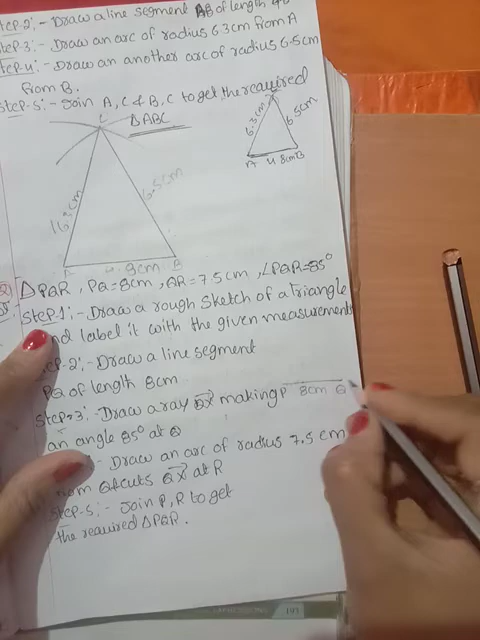 Step-2:- Draw a line segment AB of length 4.8
Step-3:- Draw an arc of radius 6.3cm from A
Step-4:- Draw an another arc of radius 6.5cm
from B.
Step-5:- Join A, C & B, C to get the required
ΔABC
C
6.3cm
6.5cm
A 4.8cm B
C
6.3cm
6.5cm
A 4.8cm B
② ΔPQR, PQ=8cm, QR=7.5cm, ∠PQR=85°
Step-1:- Draw a rough sketch of a triangle
and label it with the given measurements
Step-2:- Draw a line segment
PQ of length 8cm
Step-3:- Draw a ray QX making
P 8cm Q
an angle 85° at Q
- Draw an arc of radius 7.5cm
from Q cuts QX at R
Step-5:- Join P, R to get
the required ΔPQR.
193